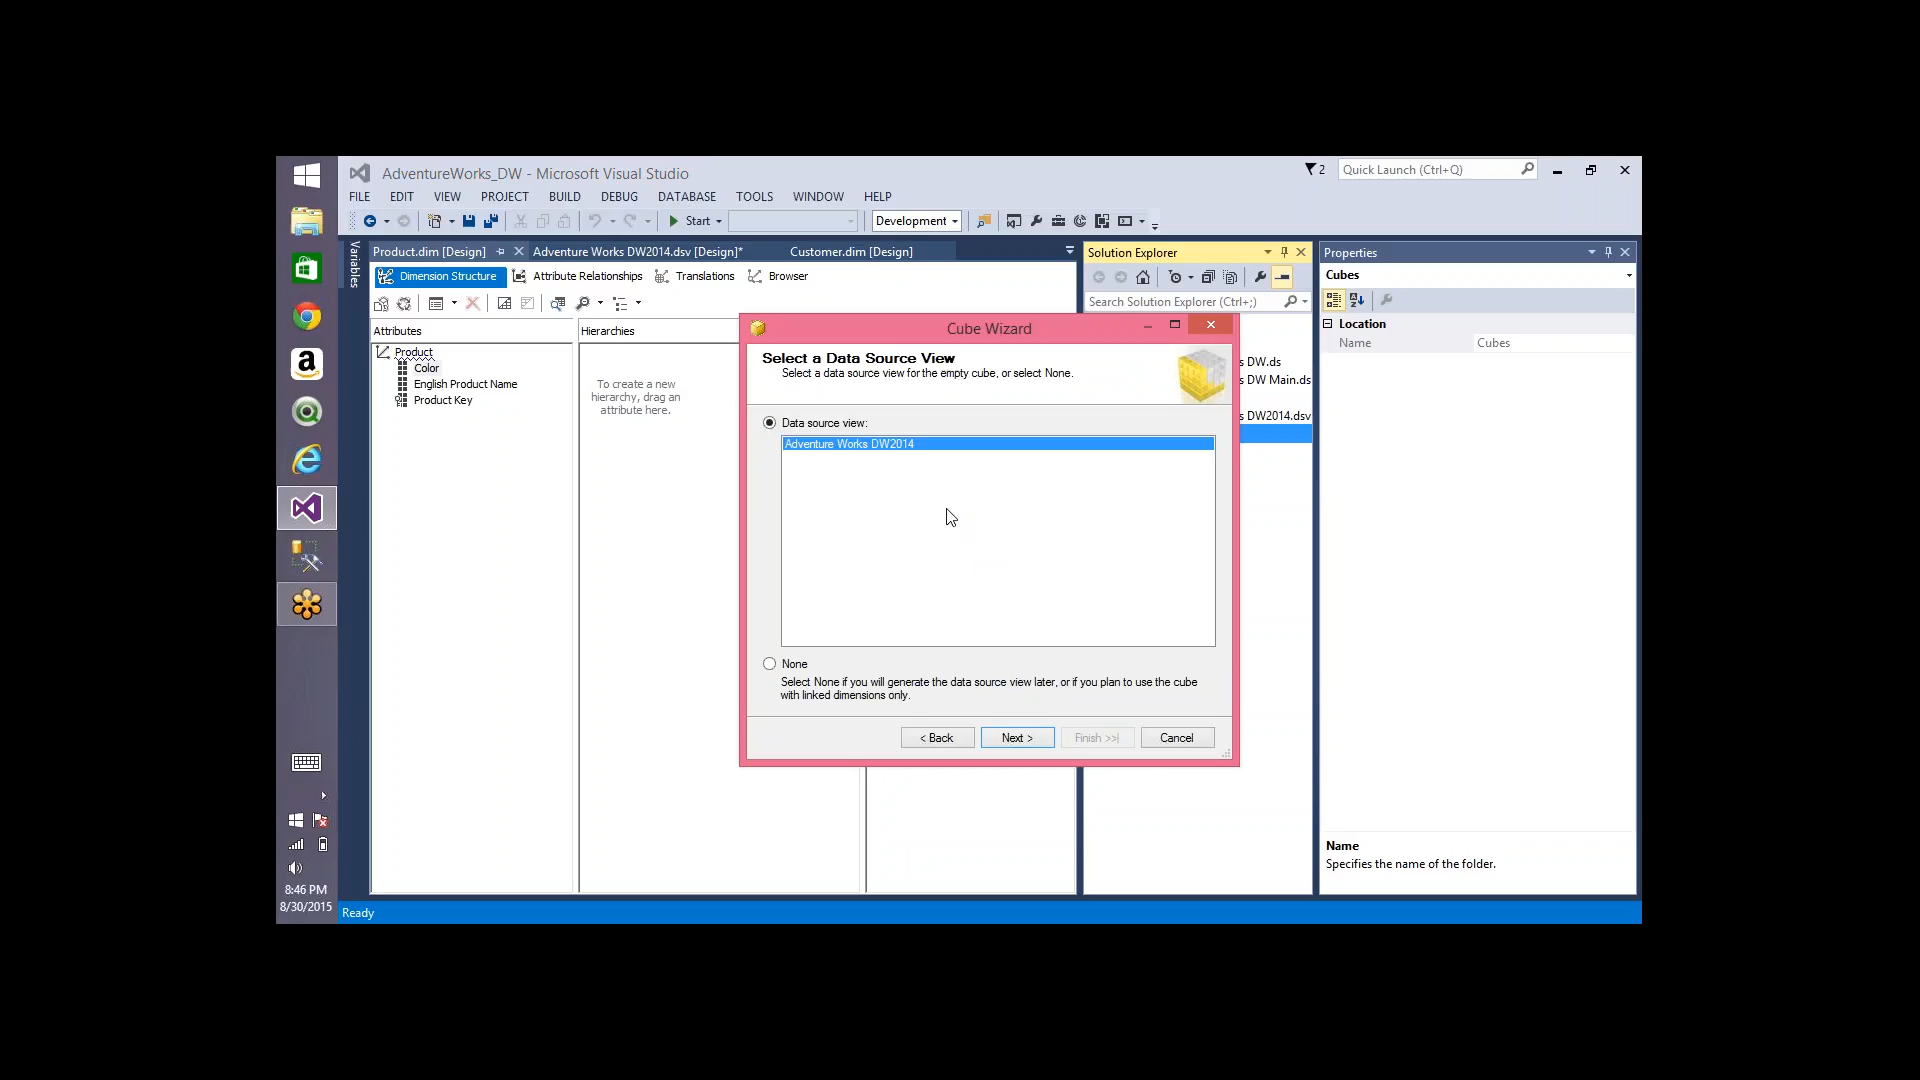 AdventureWorks_DW - Microsoft Visual Studio
2
Quick Launch (Ctrl+Q)
FILE EDIT VIEW PROJECT BUILD DEBUG DATABASE TOOLS WINDOW HELP
Start
Development
Variables
Product.dim [Design]
Adventure Works DW2014.dsv [Design]*
Customer.dim [Design]
Dimension Structure
Attribute Relationships
Translations
Browser
Attributes
Product
Color
English Product Name
Product Key
Hierarchies
To create a new
hierarchy, drag an
attribute here.
Cube Wizard
Select a Data Source View
Select a data source view for the empty cube, or select None.
Data source view:
Adventure Works DW2014
None
Select None if you will generate the data source view later, or if you plan to use the cube
with linked dimensions only.
< Back
Next >
Finish >>|
Cancel
Solution Explorer
Search Solution Explorer (Ctrl+;)
s DW.ds
s DW Main.ds
s DW2014.dsv
Properties
Cubes
Location
Name Cubes
Name
Specifies the name of the folder.
8:46 PM
8/30/2015
Ready